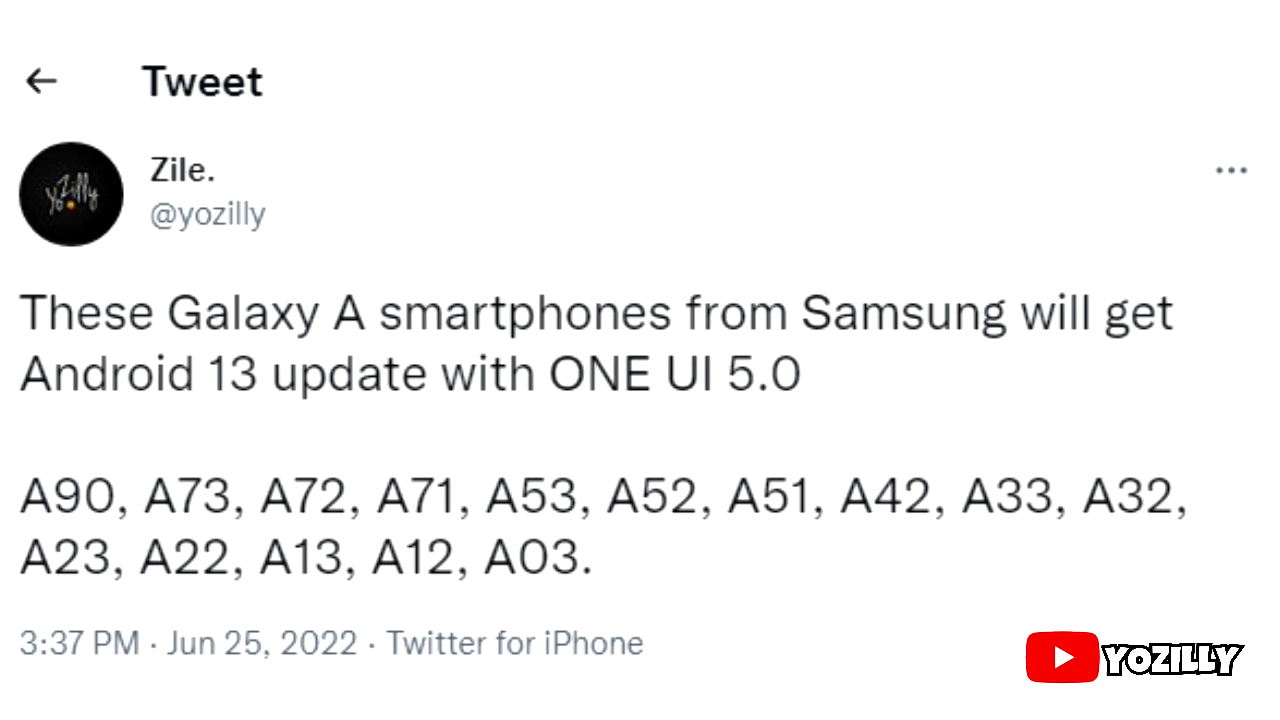 Tweet
yoZilly
Zile.
@yozilly
These Galaxy A smartphones from Samsung will get
Android 13 update with ONE UI 5.0
A90, A73, A72, A71, A53, A52, A51, A42, A33, A32,
A23, A22, A13, A12, A03.
3:37 PM · Jun 25, 2022 · Twitter for iPhone
YOZILLY